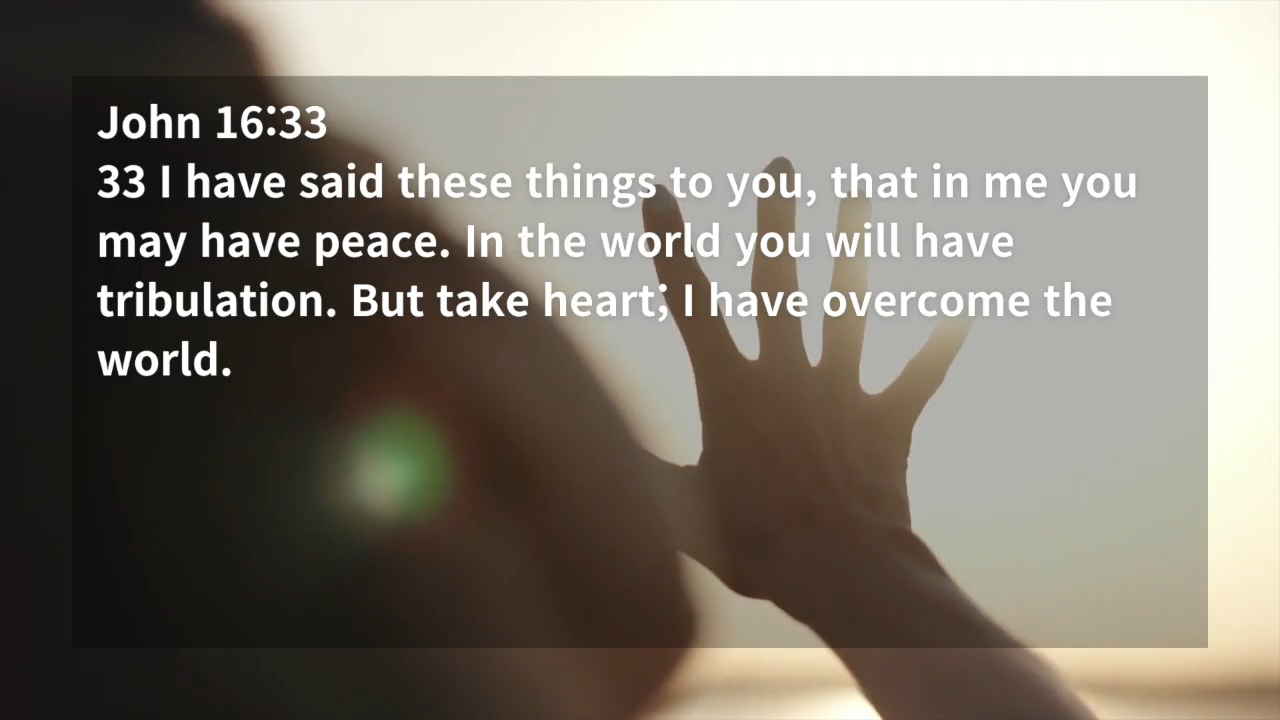 John 16:33
33 I have said these things to you, that in me you
may have peace. In the world you will have
tribulation. But take heart; I have overcome the
world.